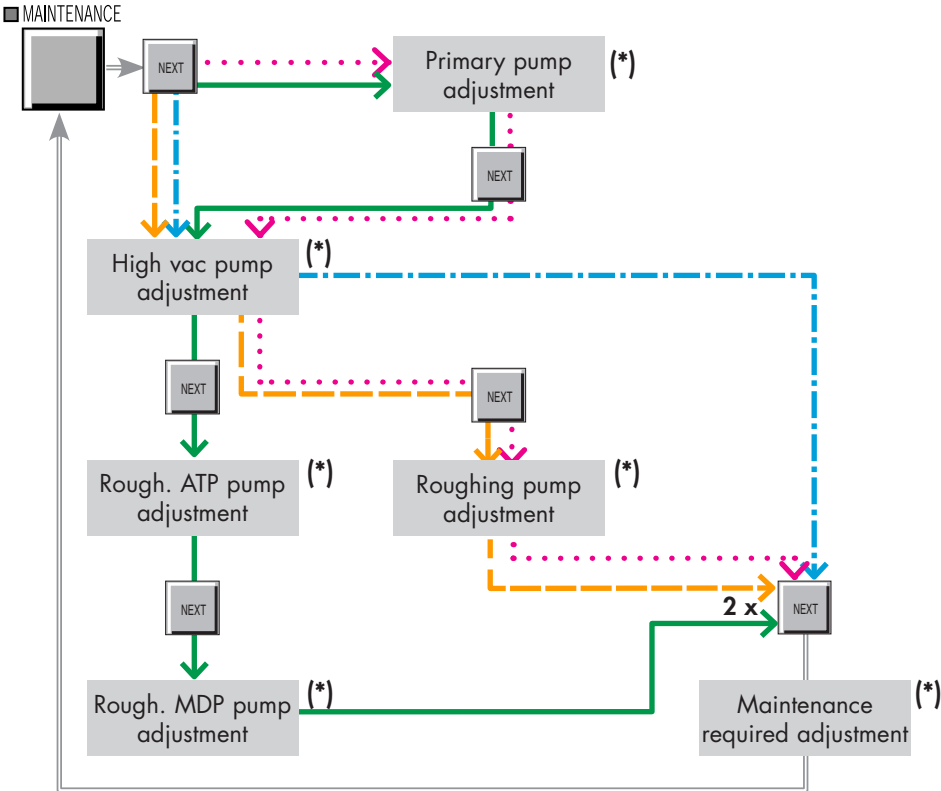 MAINTENANCE
NEXT
Primary pump
adjustment
(*)
NEXT
High vac pump
adjustment
(*)
NEXT
NEXT
Rough. ATP pump
adjustment
(*)
Roughing pump
adjustment
(*)
NEXT
2 x
NEXT
Rough. MDP pump
adjustment
(*)
Maintenance
required adjustment
(*)